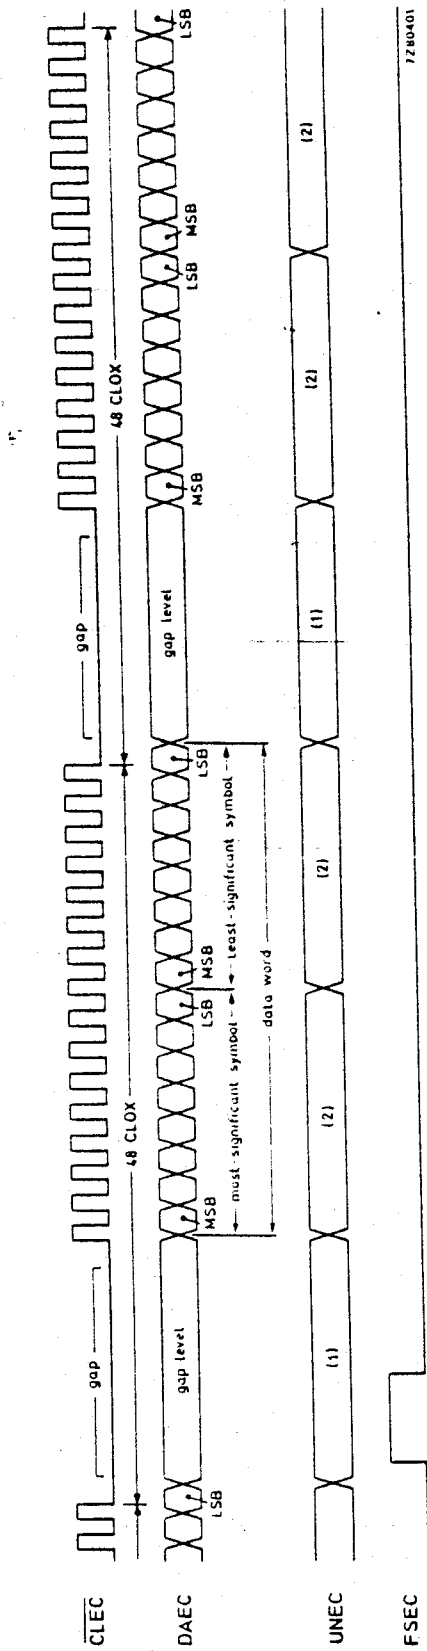 CLEC
gap
48 CLOX
gap
48 CLOX
DAEC
LSB
gap level
MSB
LSB
MSB
LSB
gap level
MSB
LSB
MSB
LSB
most-significant symbol
least-significant symbol
data word
UNEC
(1)
(2)
(2)
(1)
(2)
(2)
FSEC
7Z80401